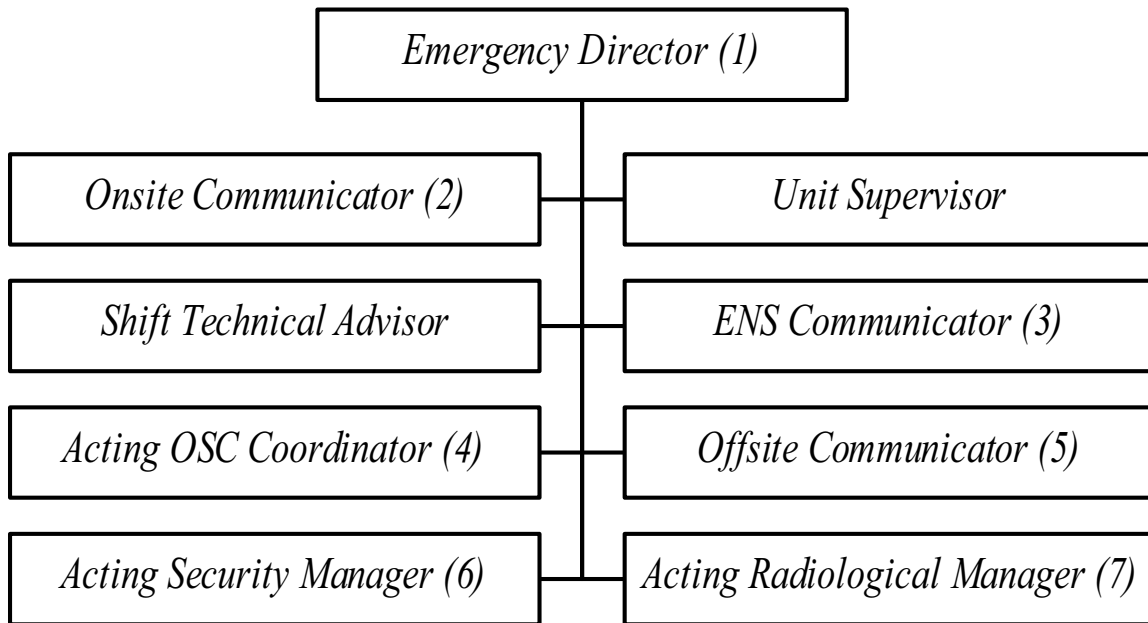 Emergency Director (1)
Onsite Communicator (2)
Unit Supervisor
Shift Technical Advisor
ENS Communicator (3)
Acting OSC Coordinator (4)
Offsite Communicator (5)
Acting Security Manager (6)
Acting Radiological Manager (7)